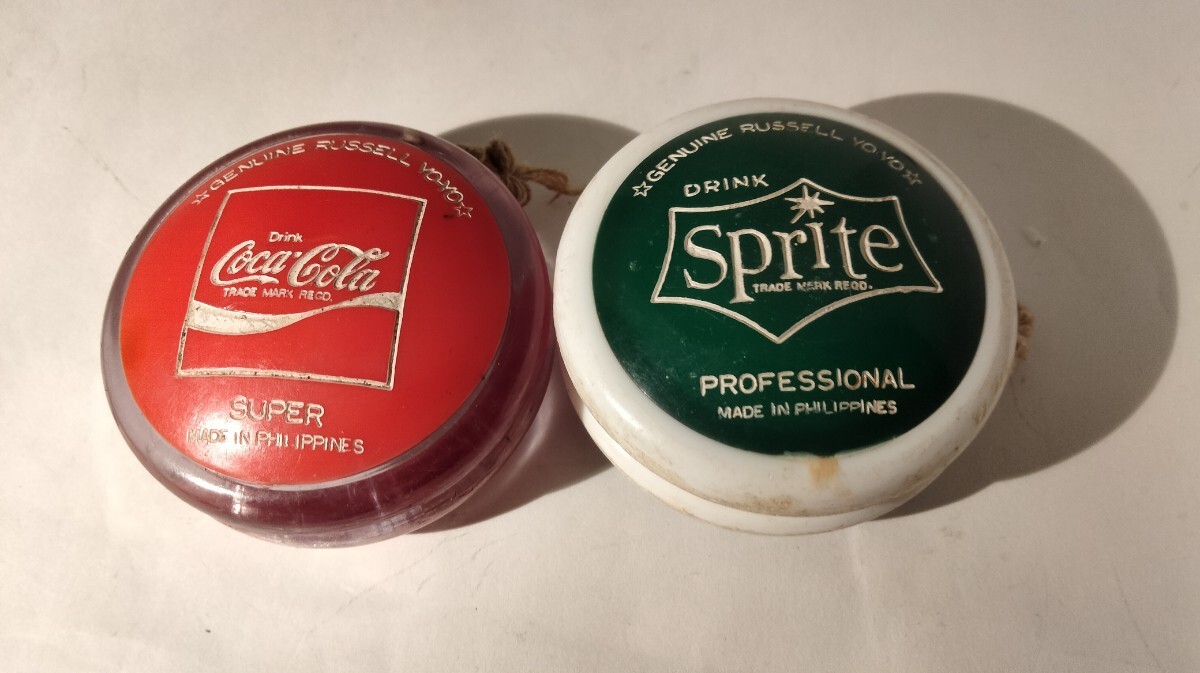 ☆GENUINE RUSSELL YO-YO☆
Drink
Coca-Cola
TRADE MARK REGD.
SUPER
MADE IN PHILIPPINES
☆GENUINE RUSSELL YO-YO☆
DRINK
Sprite
TRADE MARK REGD.
PROFESSIONAL
MADE IN PHILIPPINES